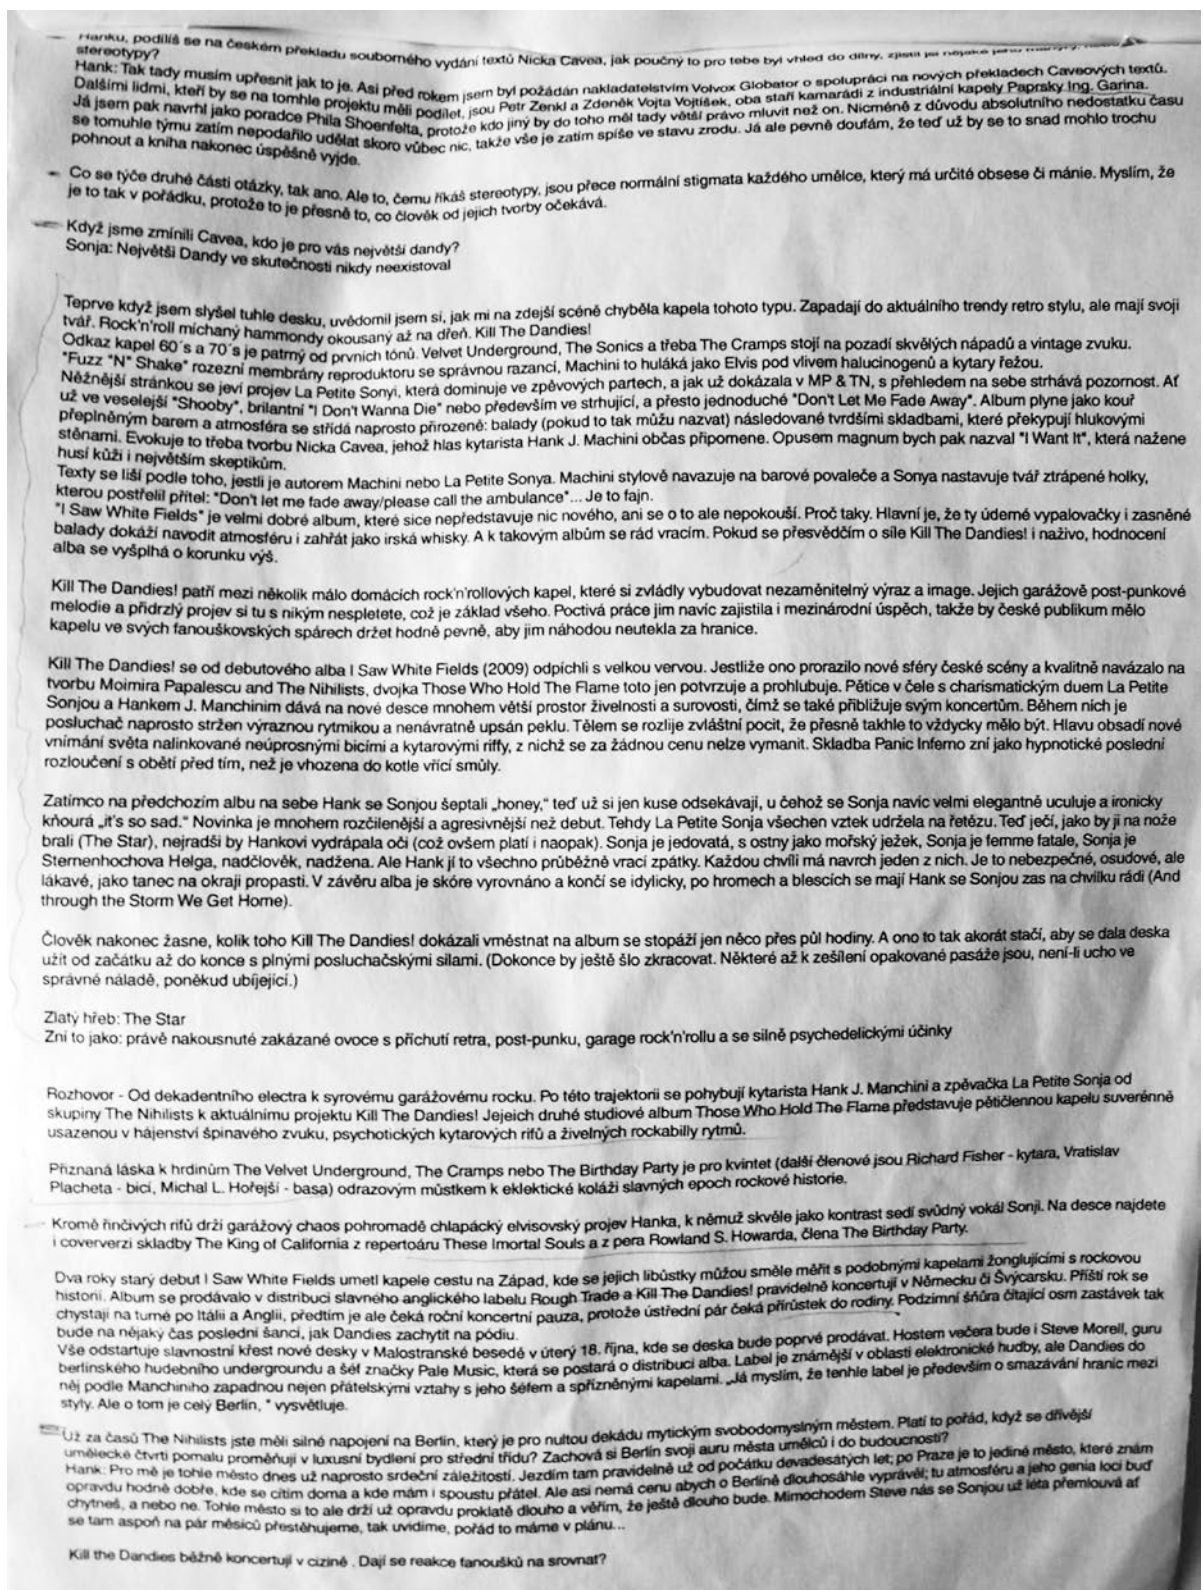 Hanku, podílíš se na českém překladu souborného vydání textů Nicka Cavea, jak poučný to pro tebe byl vhled do dílny, zjistil jsi nějaké jeho
stereotypy?
Hank: Tak tady musím upřesnit jak to je. Asi před rokem jsem byl požádán nakladatelstvím Volvox Globator o spolupráci na nových překladech Caveových textů.
Dalšími lidmi, kteří by se na tomhle projektu měli podílet, jsou Petr Zenkl a Zdeněk Vojta Vojtíšek, oba staří kamarádi z industriální kapely Paprsky Ing. Garina.
Já jsem pak navrhl jako poradce Phila Shoenfelta, protože kdo jiný by do toho měl tady větší právo mluvit než on. Nicméně z důvodu absolutního nedostatku času
se tomuhle týmu zatím nepodařilo udělat skoro vůbec nic, takže vše je zatím spíše ve stavu zrodu. Já ale pevně doufám, že teď už by se to snad mohlo trochu
pohnout a kniha nakonec úspěšně vyjde.
Co se týče druhé části otázky, tak ano. Ale to, čemu říkáš stereotypy, jsou přece normální stigmata každého umělce, který má určité obsese či mánie. Myslím, že
je to tak v pořádku, protože to je přesně to, co člověk od jejich tvorby očekává.
Když jsme zmínili Cavea, kdo je pro vás největší dandy?
Sonja: Největši Dandy ve skutečnosti nikdy neexistoval
Teprve když jsem slyšel tuhle desku, uvědomil jsem si, jak mi na zdejší scéně chyběla kapela tohoto typu. Zapadají do aktuálního trendy retro stylu, ale mají svoji
tvář. Rock'n'roll míchaný hammondy okousaný až na dřeň. Kill The Dandies!
Odkaz kapel 60´s a 70´s je patrný od prvních tónů. Velvet Underground, The Sonics a třeba The Cramps stojí na pozadí skvělých nápadů a vintage zvuku.
"Fuzz "N" Shake" rozezní membrány reproduktoru se správnou razancí, Machini to huláká jako Elvis pod vlivem halucinogenů a kytary řežou.
Něžnější stránkou se jeví projev La Petite Sonyi, která dominuje ve zpěvových partech, a jak už dokázala v MP & TN, s přehledem na sebe strhává pozornost. Ať
už ve veselejší "Shooby", brilantní "I Don't Wanna Die" nebo především ve strhující, a přesto jednoduché "Don't Let Me Fade Away". Album plyne jako kouř
přeplněným barem a atmosféra se střídá naprosto přirozeně: balady (pokud to tak můžu nazvat) následované tvrdšími skladbami, které překypují hlukovými
stěnami. Evokuje to třeba tvorbu Nicka Cavea, jehož hlas kytarista Hank J. Machini občas připomene. Opusem magnum bych pak nazval "I Want It", která nažene
husí kůži i největším skeptikům.
Texty se liší podle toho, jestli je autorem Machini nebo La Petite Sonya. Machini stylově navazuje na barové povaleče a Sonya nastavuje tvář ztrápené holky,
kterou postřelil přítel: "Don't let me fade away/please call the ambulance"... Je to fajn.
"I Saw White Fields" je velmi dobré album, které sice nepředstavuje nic nového, ani se o to ale nepokouší. Proč taky. Hlavní je, že ty úderné vypalovačky i zasněné
balady dokáží navodit atmosféru i zahřát jako irská whisky. A k takovým albům se rád vracím. Pokud se přesvědčím o síle Kill The Dandies! i naživo, hodnocení
alba se vyšplhá o korunku výš.
Kill The Dandies! patří mezi několik málo domácích rock'n'rollových kapel, které si zvládly vybudovat nezaměnitelný výraz a image. Jejich garážově post-punkové
melodie a přidrzlý projev si tu s nikým nespletete, což je základ všeho. Poctivá práce jim navíc zajistila i mezinárodní úspěch, takže by české publikum mělo
kapelu ve svých fanouškovských spárech držet hodně pevně, aby jim náhodou neutekla za hranice.
Kill The Dandies! se od debutového alba I Saw White Fields (2009) odpíchli s velkou vervou. Jestliže ono prorazilo nové sféry české scény a kvalitně navázalo na
tvorbu Moimira Papalescu and The Nihilists, dvojka Those Who Hold The Flame toto jen potvrzuje a prohlubuje. Pětice v čele s charismatickým duem La Petite
Sonjou a Hankem J. Manchinim dává na nové desce mnohem větší prostor živelnosti a surovosti, čímž se také přibližuje svým koncertům. Během nich je
posluchač naprosto stržen výraznou rytmikou a nenávratně upsán peklu. Tělem se rozlije zvláštní pocit, že přesně takhle to vždycky mělo být. Hlavu obsadí nové
vnímání světa nalinkované neúprosnými bicími a kytarovými riffy, z nichž se za žádnou cenu nelze vymanit. Skladba Panic Inferno zní jako hypnotické poslední
rozloučení s obětí před tím, než je vhozena do kotle vřící smůly.
Zatímco na předchozím albu na sebe Hank se Sonjou šeptali „honey,“ teď už si jen kuse odsekávají, u čehož se Sonja navíc velmi elegantně uculuje a ironicky
kňourá „it's so sad.“ Novinka je mnohem rozčilenější a agresivnější než debut. Tehdy La Petite Sonja všechen vztek udržela na řetězu. Teď ječí, jako by ji na nože
brali (The Star), nejradši by Hankovi vydrápala oči (což ovšem platí i naopak). Sonja je jedovatá, s ostny jako mořský ježek, Sonja je femme fatale, Sonja je
Sternenhochova Helga, nadčlověk, nadžena. Ale Hank jí to všechno průběžně vrací zpátky. Každou chvíli má navrch jeden z nich. Je to nebezpečné, osudové, ale
lákavé, jako tanec na okraji propasti. V závěru alba je skóre vyrovnáno a končí se idylicky, po hromech a blescích se mají Hank se Sonjou zas na chvilku rádi (And
through the Storm We Get Home).
Člověk nakonec žasne, kolik toho Kill The Dandies! dokázali vměstnat na album se stopáží jen něco přes půl hodiny. A ono to tak akorát stačí, aby se dala deska
užít od začátku až do konce s plnými posluchačskými silami. (Dokonce by ještě šlo zkracovat. Některé až k zešílení opakované pasáže jsou, není-li ucho ve
správné náladě, poněkud ubíjející.)
Zlatý hřeb: The Star
Zní to jako: právě nakousnuté zakázané ovoce s příchutí retra, post-punku, garage rock'n'rollu a se silně psychedelickými účinky
Rozhovor - Od dekadentního electra k syrovému garážovému rocku. Po této trajektorii se pohybují kytarista Hank J. Manchini a zpěvačka La Petite Sonja od
skupiny The Nihilists k aktuálnímu projektu Kill The Dandies! Jejeich druhé studiové album Those Who Hold The Flame představuje pětičlennou kapelu suverénně
usazenou v hájenství špinavého zvuku, psychotických kytarových rifů a živelných rockabilly rytmů.
Přiznaná láska k hrdinům The Velvet Underground, The Cramps nebo The Birthday Party je pro kvintet (další členové jsou Richard Fisher - kytara, Vratislav
Placheta - bicí, Michal L. Hořejší - basa) odrazovým můstkem k eklektické koláži slavných epoch rockové historie.
Kromě řinčivých rifů drží garážový chaos pohromadě chlapácký elvisovský projev Hanka, k němuž skvěle jako kontrast sedí svůdný vokál Sonji. Na desce najdete
i coververzi skladby The King of California z repertoáru These Imortal Souls a z pera Rowland S. Howarda, člena The Birthday Party.
Dva roky starý debut I Saw White Fields umetl kapele cestu na Západ, kde se jejich libůstky můžou směle měřit s podobnými kapelami žonglujícími s rockovou
historií. Album se prodávalo v distribuci slavného anglického labelu Rough Trade a Kill The Dandies! pravidelně koncertují v Německu či Švýcarsku. Příští rok se
chystají na turné po Itálii a Anglii, předtím je ale čeká roční koncertní pauza, protože ústřední pár čeká přírůstek do rodiny. Podzimní šňůra čítající osm zastávek tak
bude na nějaký čas poslední šancí, jak Dandies zachytit na pódiu.
Vše odstartuje slavnostní křest nové desky v Malostranské besedě v úterý 18. října, kde se deska bude poprvé prodávat. Hostem večera bude i Steve Morell, guru
berlínského hudebního undergroundu a šéf značky Pale Music, která se postará o distribuci alba. Label je známější v oblasti elektronické hudby, ale Dandies do
něj podle Manchiniho zapadnou nejen přátelskými vztahy s jeho šéfem a spřízněnými kapelami. „Já myslím, že tenhle label je především o smazávání hranic mezi
styly. Ale o tom je celý Berlín, " vysvětluje.
Už za časů The Nihilists jste měli silné napojení na Berlín, který je pro nultou dekádu mytickým svobodomyslným městem. Platí to pořád, když se dřívější
umělecké čtvrti pomalu proměňují v luxusní bydlení pro střední třídu? Zachová si Berlín svoji auru města umělců i do budoucnosti?
Hank: Pro mě je tohle město dnes už naprosto srdeční záležitostí. Jezdím tam pravidelně už od počátku devadesátých let; po Praze je to jediné město, které znám
opravdu hodně dobře, kde se cítím doma a kde mám i spoustu přátel. Ale asi nemá cenu abych o Berlíně dlouhosáhle vyprávěl; tu atmosféru a jeho genia loci buď
chytneš, a nebo ne. Tohle město si to ale drží už opravdu proklatě dlouho a věřím, že ještě dlouho bude. Mimochodem Steve nás se Sonjou už léta přemlouvá ať
se tam aspoň na pár měsíců přestěhujeme, tak uvidíme, pořád to máme v plánu...
Kill the Dandies běžně koncertují v cizině . Dají se reakce fanoušků na srovnat?